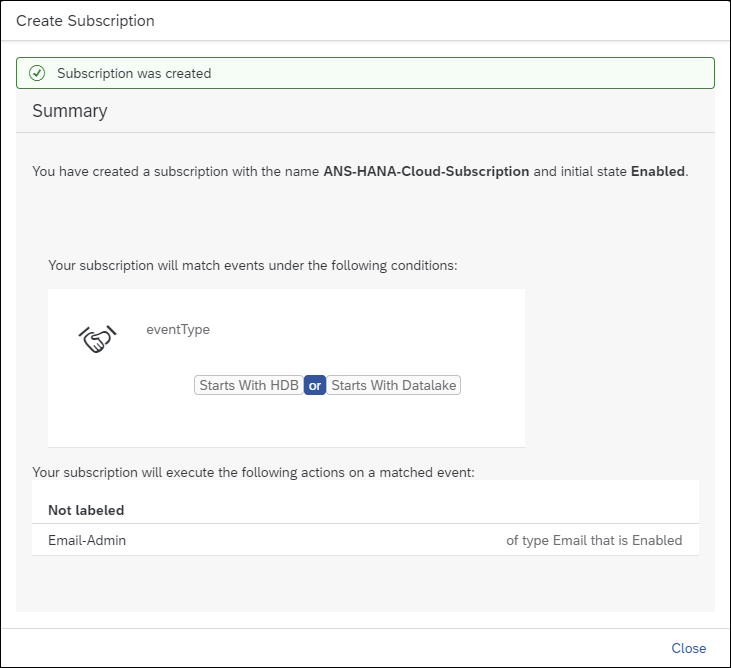 Create Subscription
Subscription was created
Summary
You have created a subscription with the name ANS-HANA-Cloud-Subscription and initial state Enabled.
Your subscription will match events under the following conditions:
eventType
Starts With HDB or Starts With Datalake
Your subscription will execute the following actions on a matched event:
Not labeled
Email-Admin of type Email that is Enabled
Close